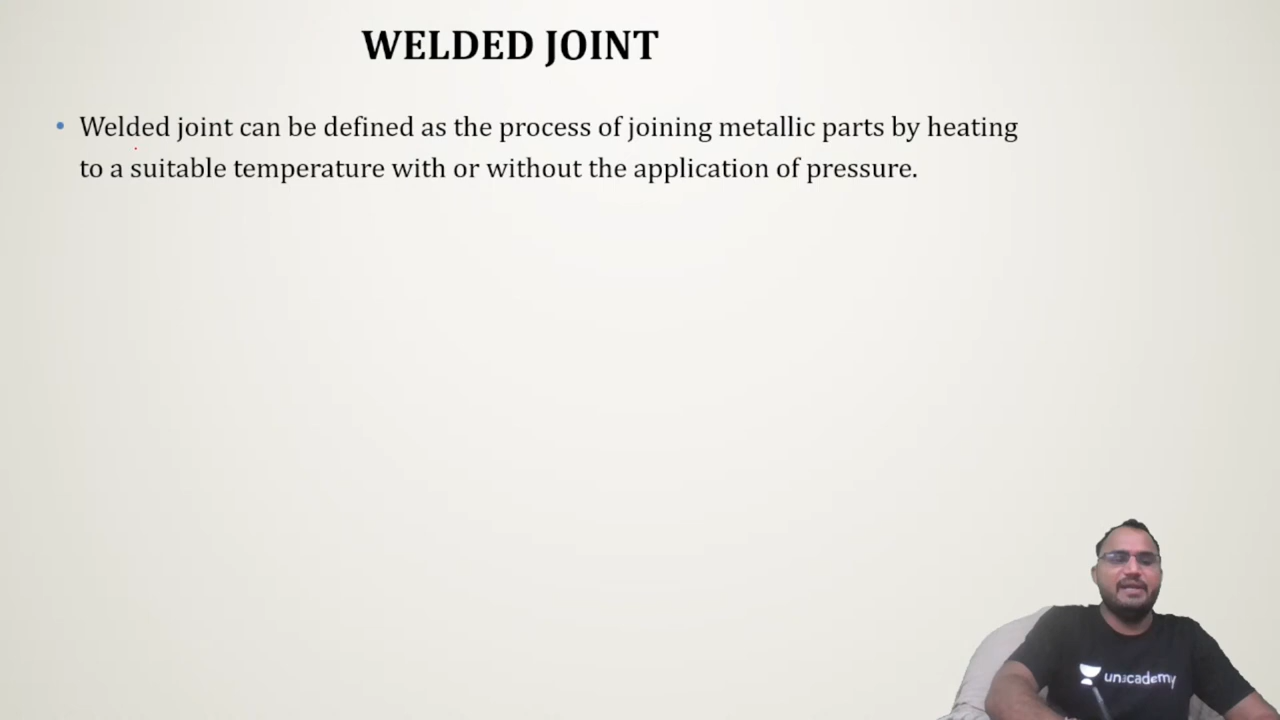 WELDED JOINT
• Welded joint can be defined as the process of joining metallic parts by heating
to a suitable temperature with or without the application of pressure.
unacademy